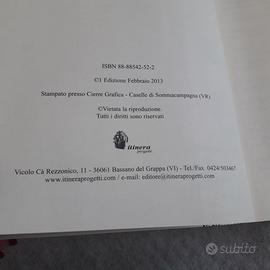 ISBN 88-88542-52-2
©1 Edizione Febbraio 2013
Stampato presso Cierre Grafica - Caselle di Sommacampagna (VR)
©Vietata la riproduzione.
Tutti i diritti sono riservati
itinera
progetti
Vicolo Cà Rezzonico, 11 - 36061 Bassano del Grappa (VI) - Tel./Fax 0424/503467
www.itineraprogetti.com / e-mail: editore@itineraprogetti.com
subito